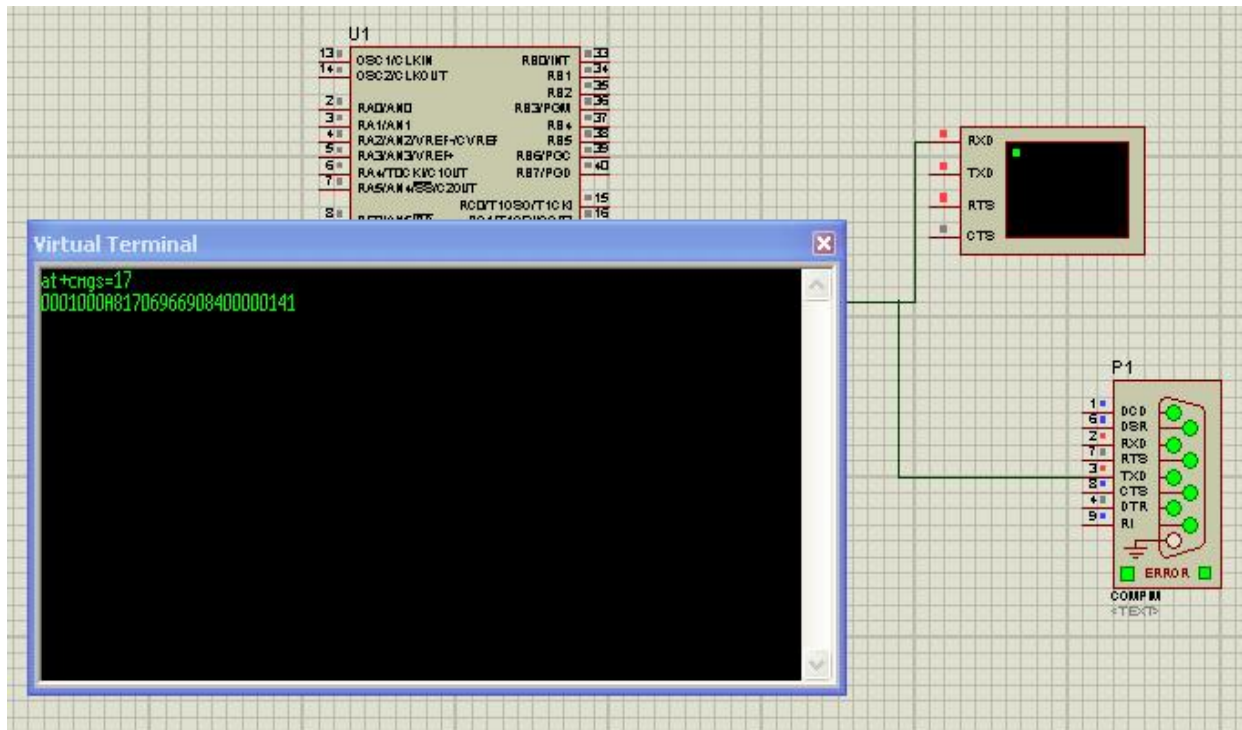 U1
13
14
2
3
4
5
6
7
8
OSC1/CLKIN
OSC2/CLKOUT
RA0/AN0
RA1/AN1
RA2/AN2/VREF-/CVREF
RA3/AN3/VREF+
RA4/T0CKI/C1OUT
RA5/AN4/SS/C2OUT
RB0/INT
RB1
RB2
RB3/PGM
RB4
RB5
RB6/PGC
RB7/PGD
RC0/T1OSO/T1CKI
33
34
35
36
37
38
39
40
15
16
RXD
TXD
RTS
CTS
Virtual Terminal
at+cmgs=17
0001000A81706966908400000141
P1
1
6
2
7
3
8
4
9
DCD
DSR
RXD
RTS
TXD
CTS
DTR
RI
ERROR
COMPIM
<TEXT>